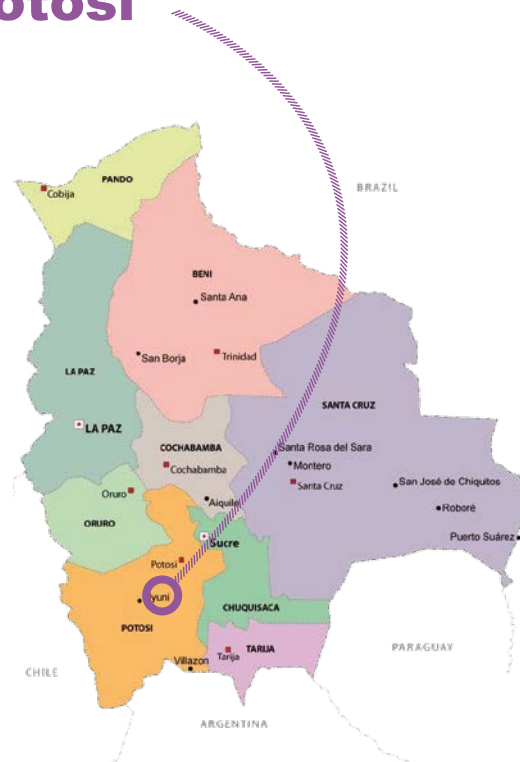 otosí
PANDO
Cobija
BRAZIL
BENI
Santa Ana
San Borja
Trinidad
LA PAZ
SANTA CRUZ
LA PAZ
COCHABAMBA
Santa Rosa del Sara
Cochabamba
Montero
Santa Cruz
San José de Chiquitos
Oruro
Aiquile
Roboré
ORURO
Sucre
Puerto Suárez
Potosi
yuni
CHUQUISACA
POTOSI
TARIJA
PARAGUAY
Villazon
Tarija
CHILE
ARGENTINA